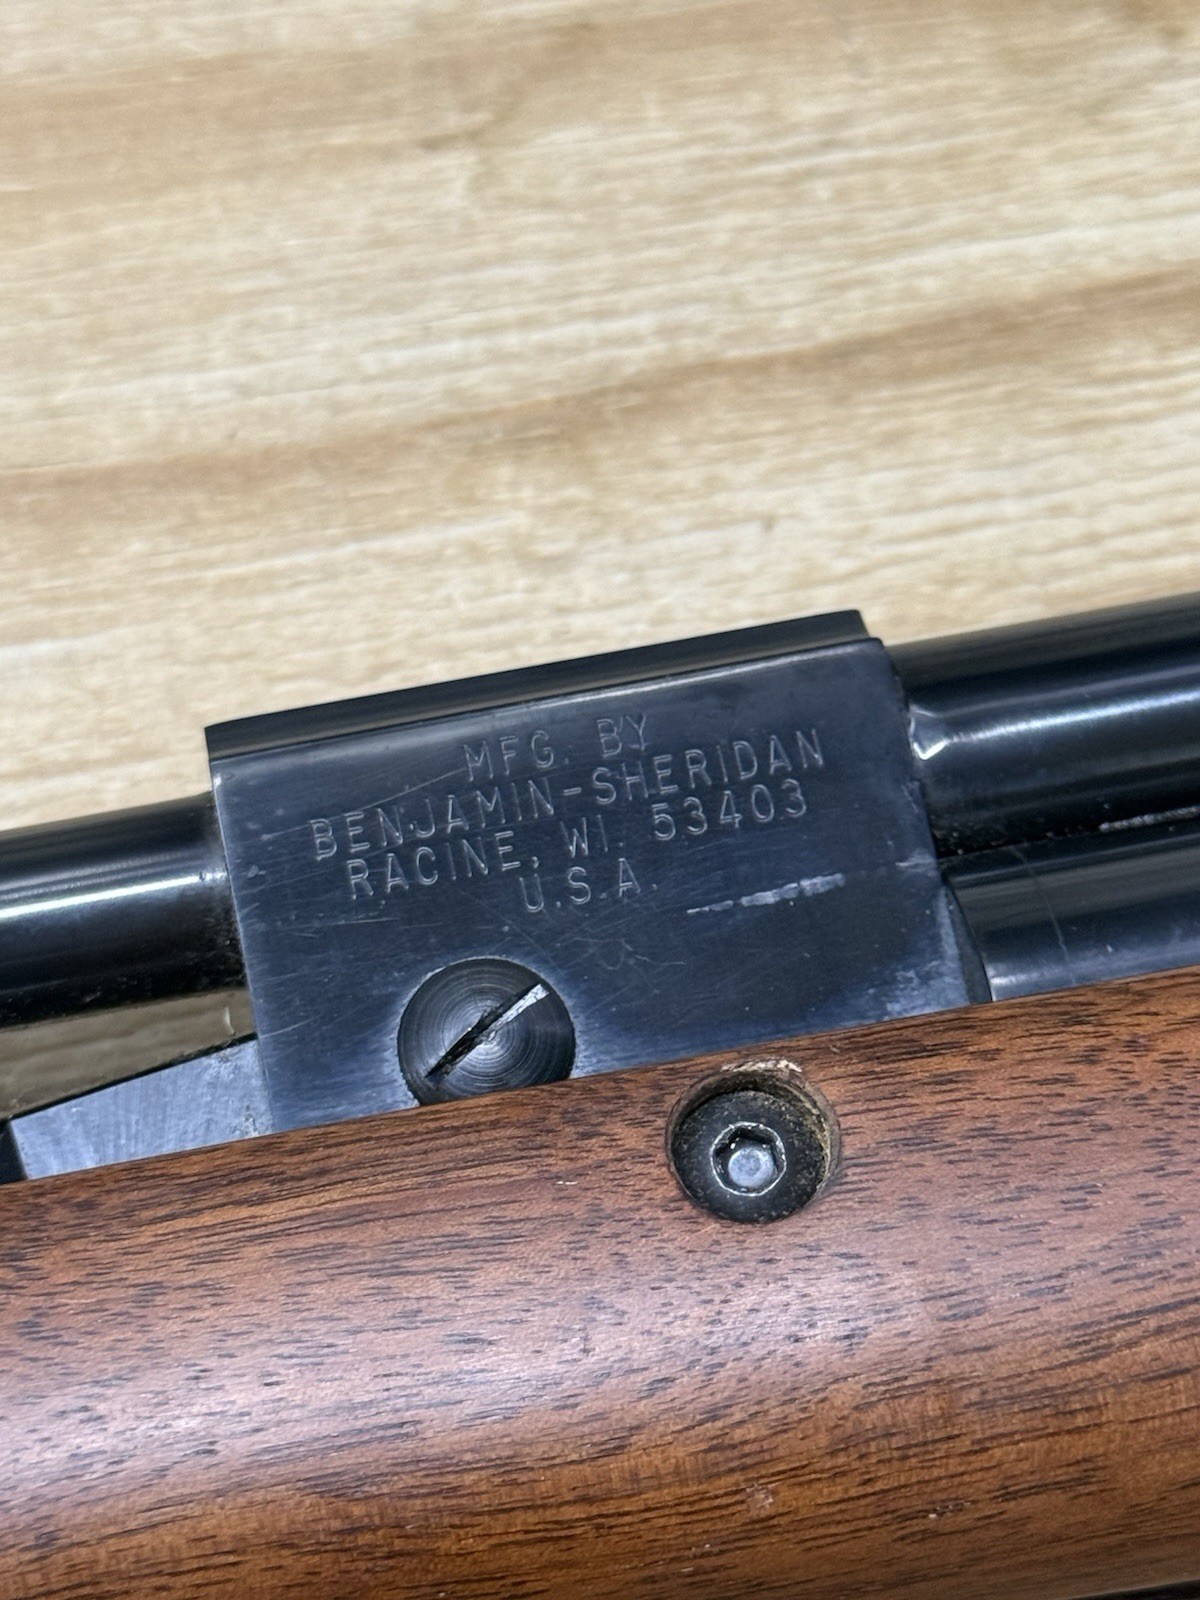 MFG. BY
BENJAMIN-SHERIDAN
RACINE, WI. 53403
U.S.A.